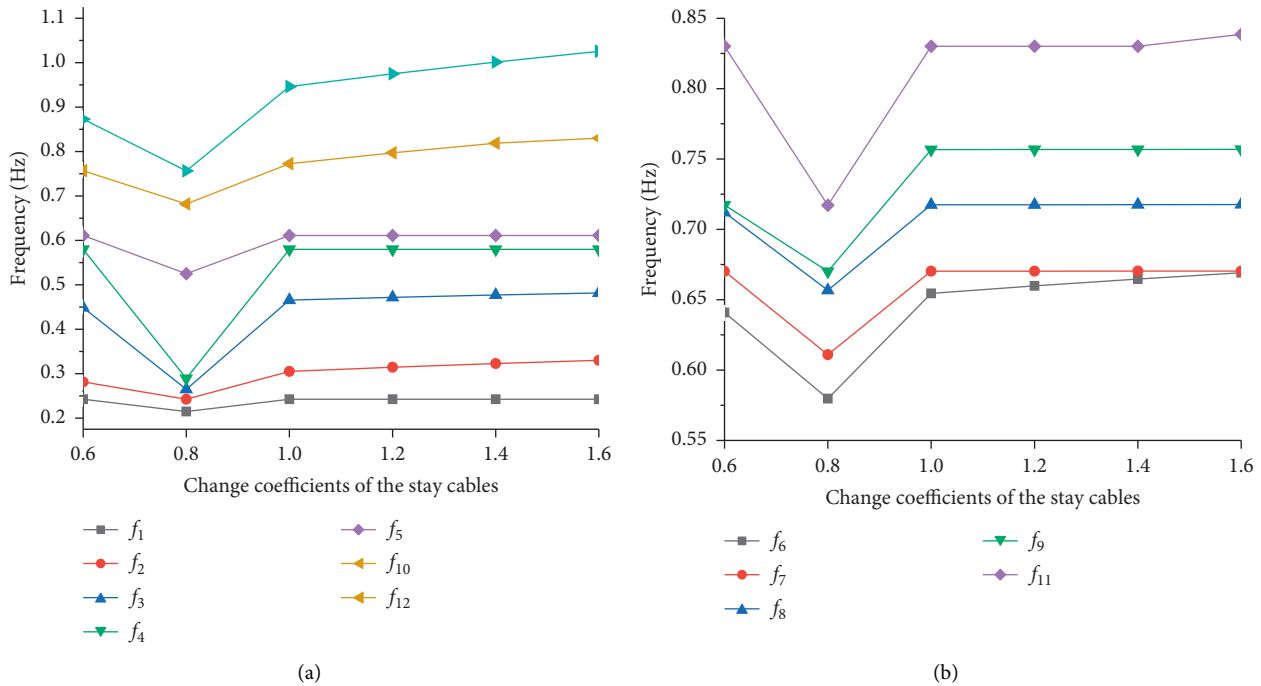 1.1
1.0
0.9
0.8
0.7
0.6
0.5
0.4
0.3
0.2
Frequency (Hz)
0.6 0.8 1.0 1.2 1.4 1.6
Change coefficients of the stay cables
f1
f2
f3
f4
f5
f10
f12
(a)
0.85
0.80
0.75
0.70
0.65
0.60
0.55
Frequency (Hz)
0.6 0.8 1.0 1.2 1.4 1.6
Change coefficients of the stay cables
f6
f7
f8
f9
f11
(b)